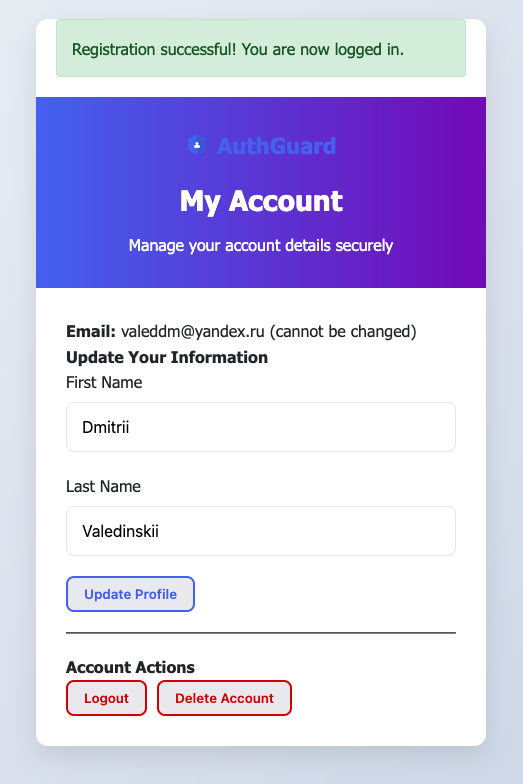 Registration successful! You are now logged in.
AuthGuard
My Account
Manage your account details securely
Email: valeddm@yandex.ru (cannot be changed)
Update Your Information
First Name
Dmitrii
Last Name
Valedinskii
Update Profile
Account Actions
Logout Delete Account